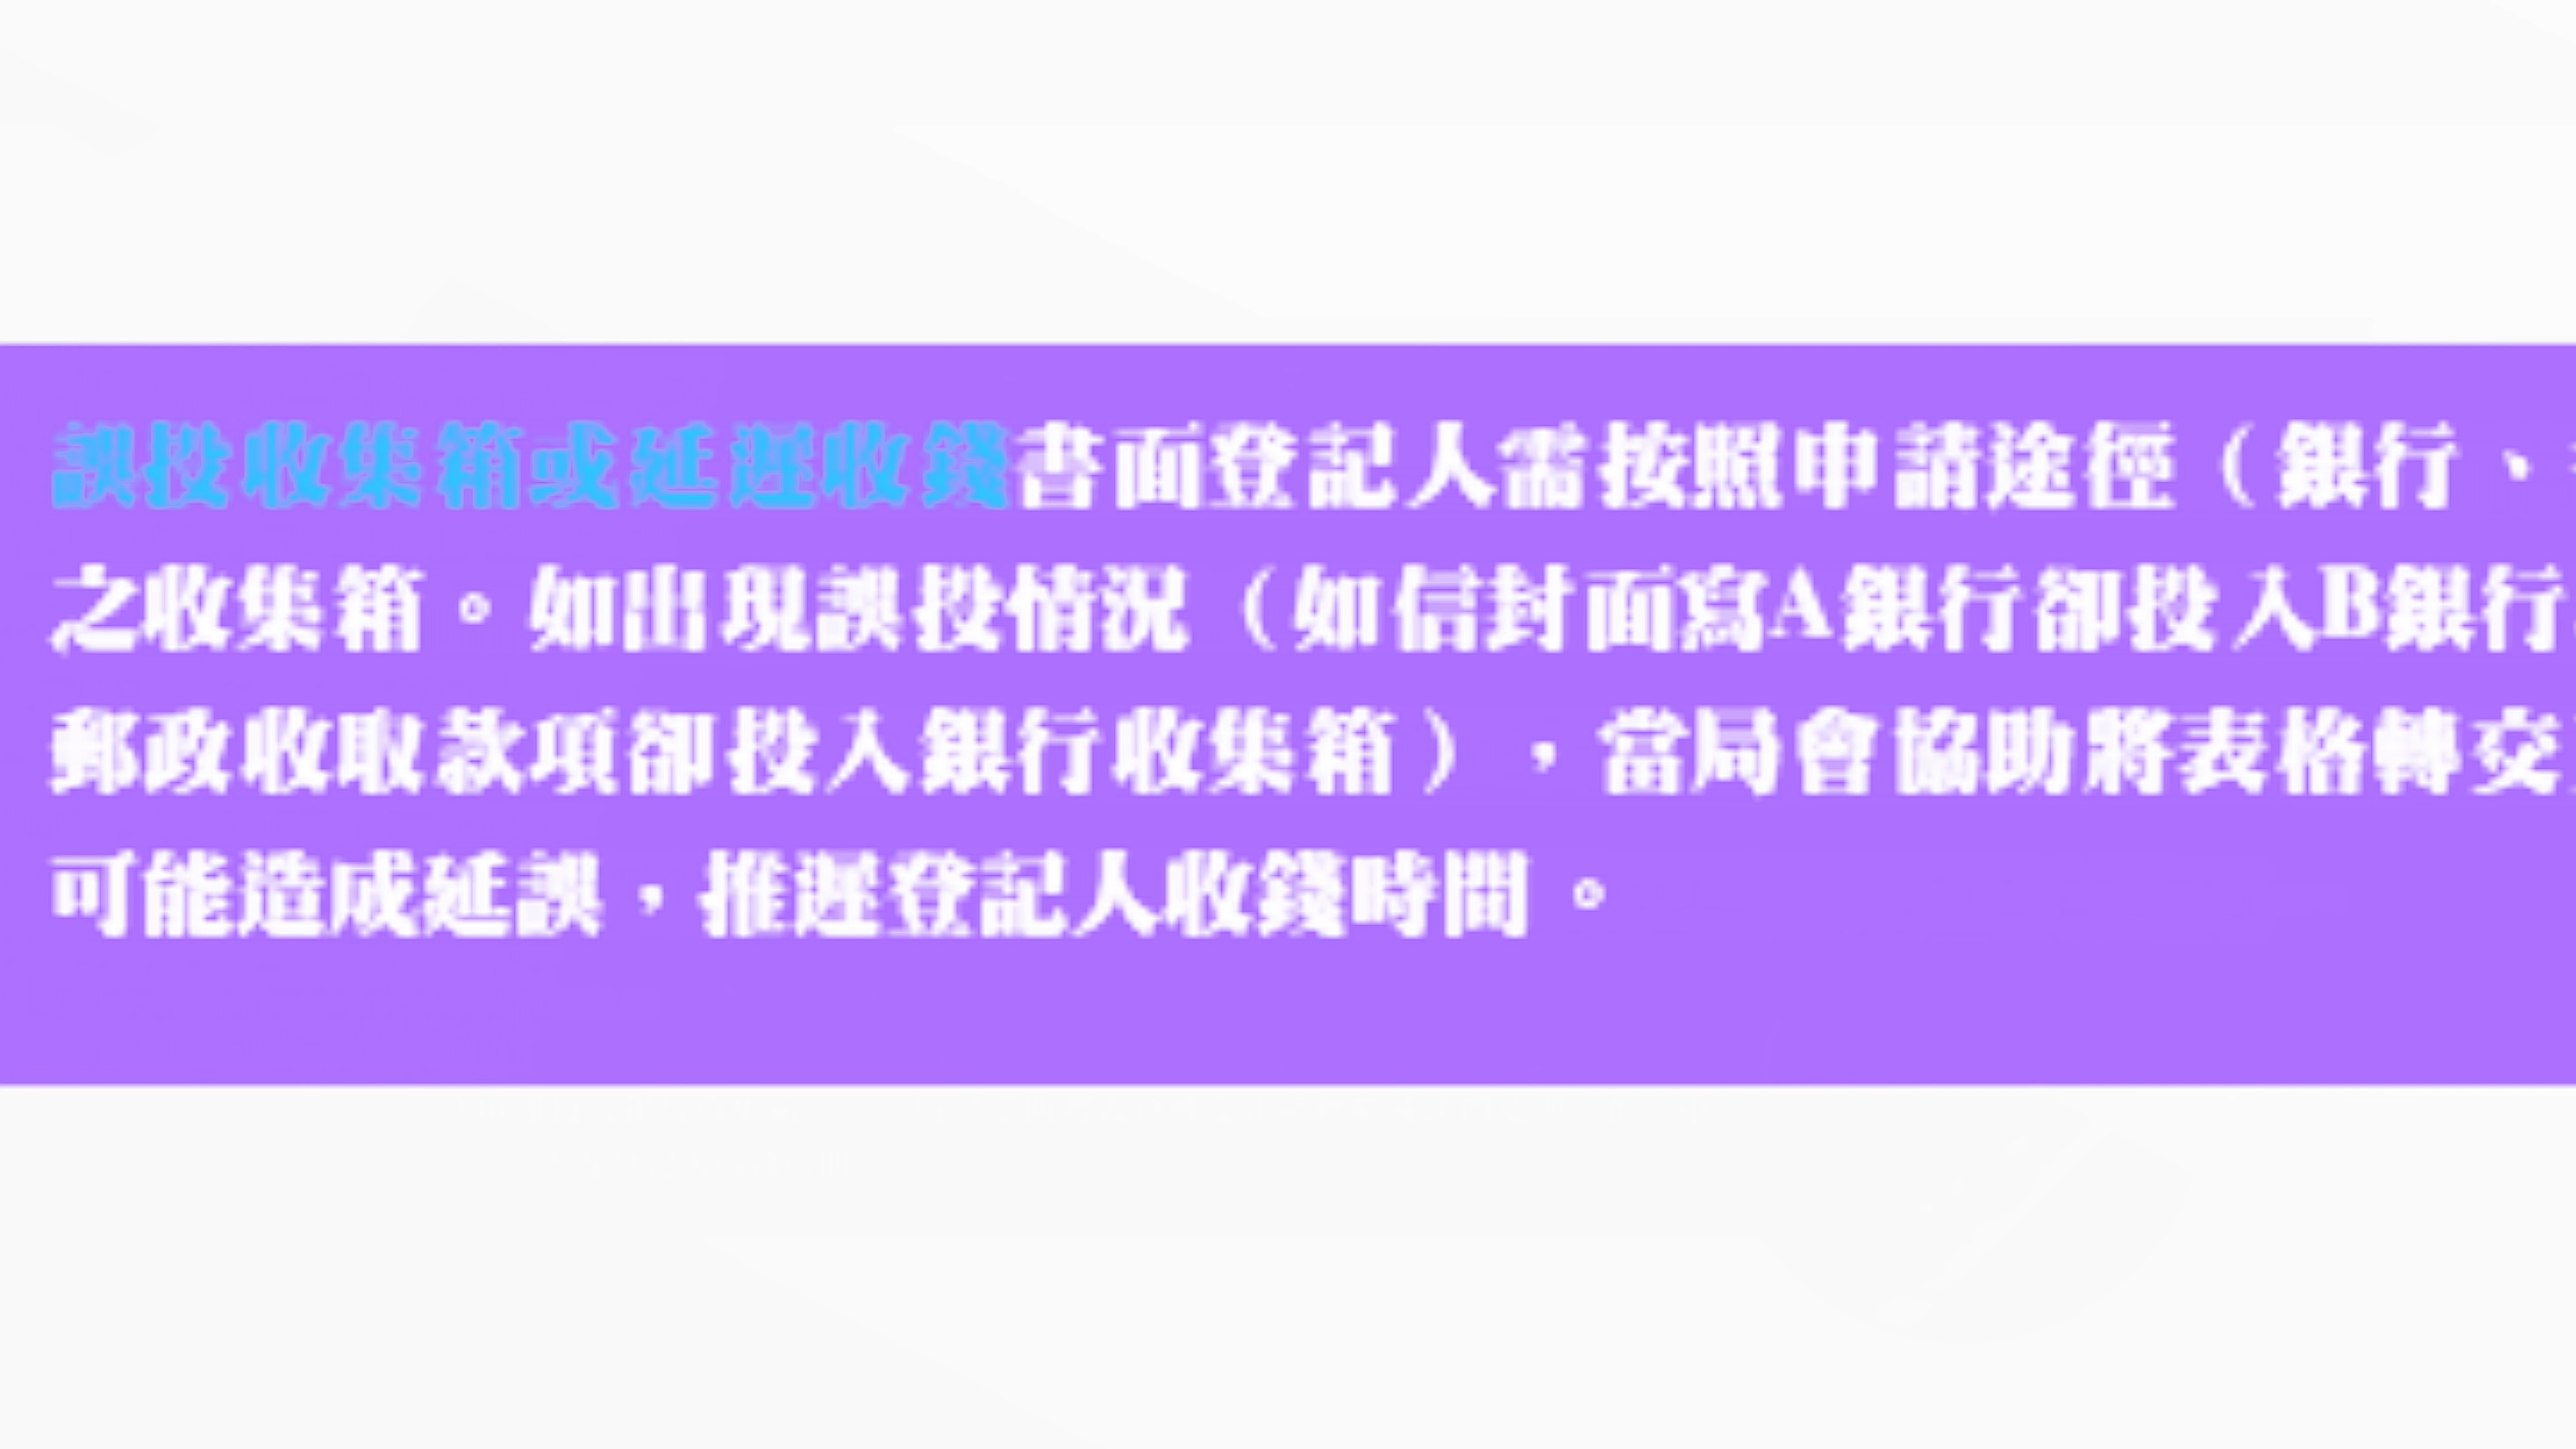 誤投收集箱或延遲收錢書面登記人需按照申請途徑（銀行、
之收集箱。如出現誤投情況（如信封面寫A銀行卻投入B銀行
郵政收取款項卻投入銀行收集箱），當局會協助將表格轉交
可能造成延誤，推遲登記人收錢時間。